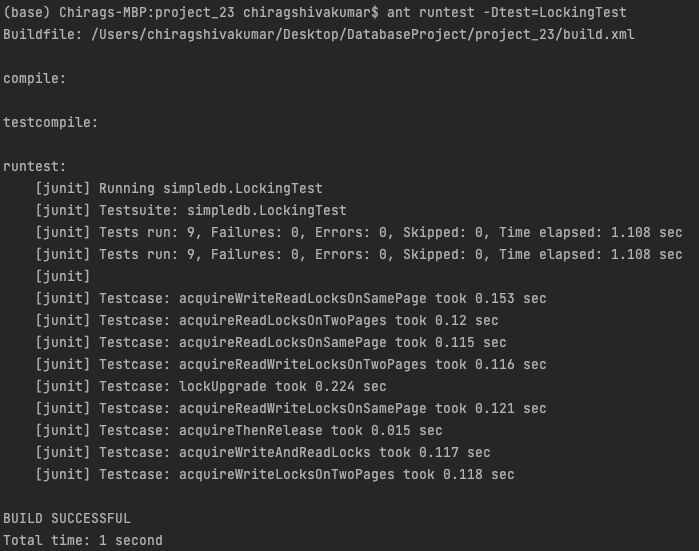 (base) Chirags-MBP:project_23 chiragshivakumar$ ant runtest -Dtest=LockingTest
Buildfile: /Users/chiragshivakumar/Desktop/DatabaseProject/project_23/build.xml
compile:
testcompile:
runtest:
[junit] Running simpledb.LockingTest
[junit] Testsuite: simpledb.LockingTest
[junit] Tests run: 9, Failures: 0, Errors: 0, Skipped: 0, Time elapsed: 1.108 sec
[junit] Tests run: 9, Failures: 0, Errors: 0, Skipped: 0, Time elapsed: 1.108 sec
[junit]
[junit] Testcase: acquireWriteReadLocksOnSamePage took 0.153 sec
[junit] Testcase: acquireReadLocksOnTwoPages took 0.12 sec
[junit] Testcase: acquireReadLocksOnSamePage took 0.115 sec
[junit] Testcase: acquireReadWriteLocksOnTwoPages took 0.116 sec
[junit] Testcase: lockUpgrade took 0.224 sec
[junit] Testcase: acquireReadWriteLocksOnSamePage took 0.121 sec
[junit] Testcase: acquireThenRelease took 0.015 sec
[junit] Testcase: acquireWriteAndReadLocks took 0.117 sec
[junit] Testcase: acquireWriteLocksOnTwoPages took 0.118 sec
BUILD SUCCESSFUL
Total time: 1 second